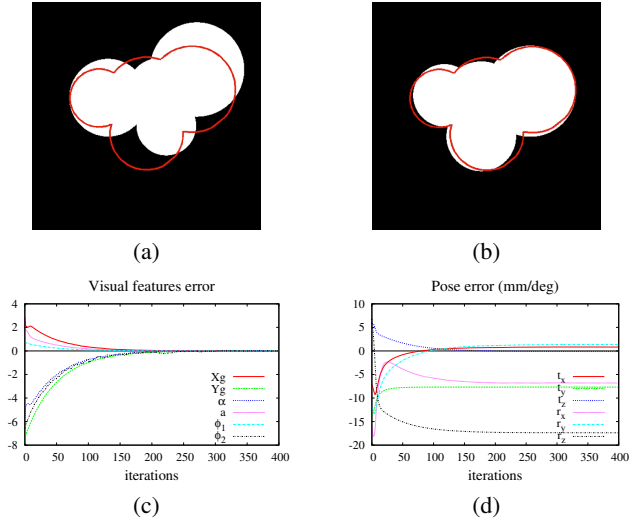 (a)
(b)
Visual features error
4
2
0
-2
-4
-6
-8
0 50 100 150 200 250 300 350 400
Xg
Yg
α
a
ϕ1
ϕ2
iterations
(c)
Pose error (mm/deg)
10
5
0
-5
-10
-15
-20
0 50 100 150 200 250 300 350 400
tx
ty
tz
rx
ry
rz
iterations
(d)